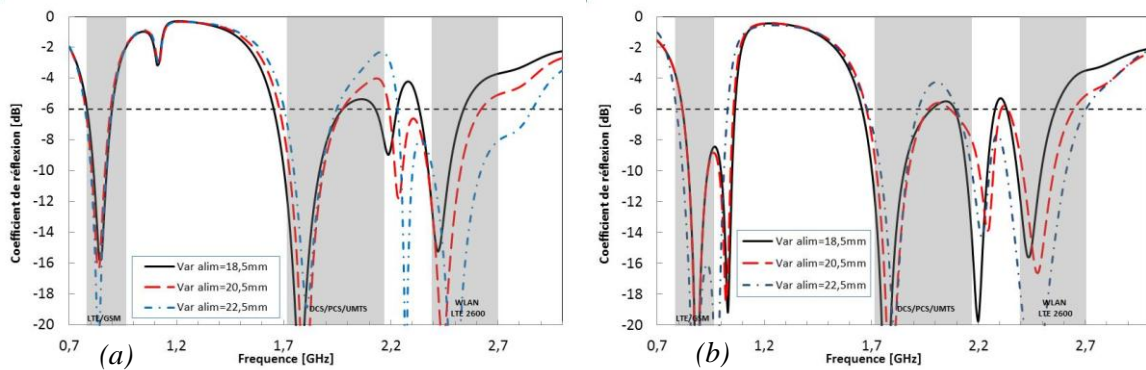 Coefficient de réflexion [dB]
0
-2
-4
-6
-8
-10
-12
-14
-16
-18
-20
Var alim=18,5mm
Var alim=20,5mm
Var alim=22,5mm
LTE/GSM
DCS/PCS/UMTS
WLAN
LTE 2600
0,7
1,2
1,7
2,2
2,7
Frequence [GHz]
(a)
Coefficient de réflexion [dB]
0
-2
-4
-6
-8
-10
-12
-14
-16
-18
-20
Var alim=18,5mm
Var alim=20,5mm
Var alim=22,5mm
LTE/GSM
DCS/PCS/UMTS
WLAN
LTE 2600
0,7
1,2
1,7
2,2
2,7
Frequence [GHz]
(b)